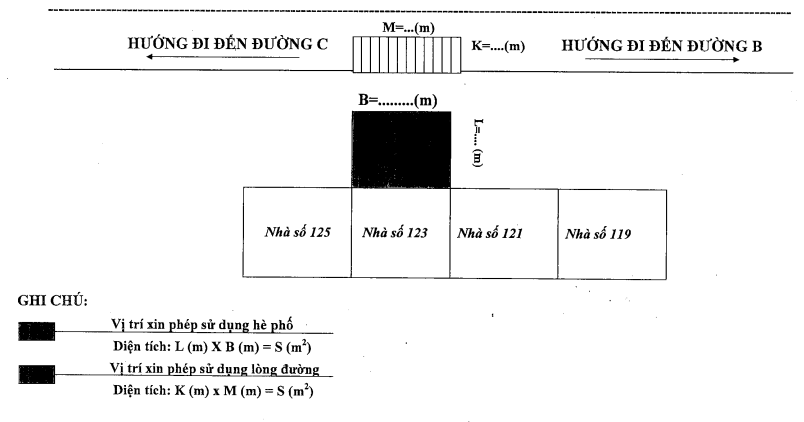 M=...(m)
HƯỚNG ĐI ĐẾN ĐƯỜNG C
K=....(m)
HƯỚNG ĐI ĐẾN ĐƯỜNG B
B=.........(m)
L=.... (m)
Nhà số 125
Nhà số 123
Nhà số 121
Nhà số 119
GHI CHÚ:
Vị trí xin phép sử dụng hè phố
Diện tích: L (m) X B (m) = S (m²)
Vị trí xin phép sử dụng lòng đường
Diện tích: K (m) x M (m) = S (m²)